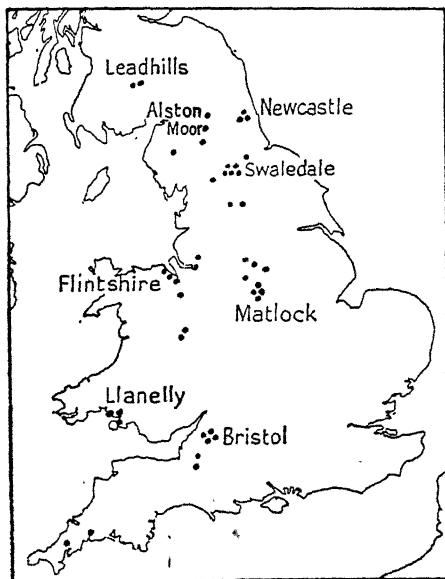 Leadhills
Alston
Moor
Newcastle
Swaledale
Flintshire
Matlock
Llanelly
Bristol